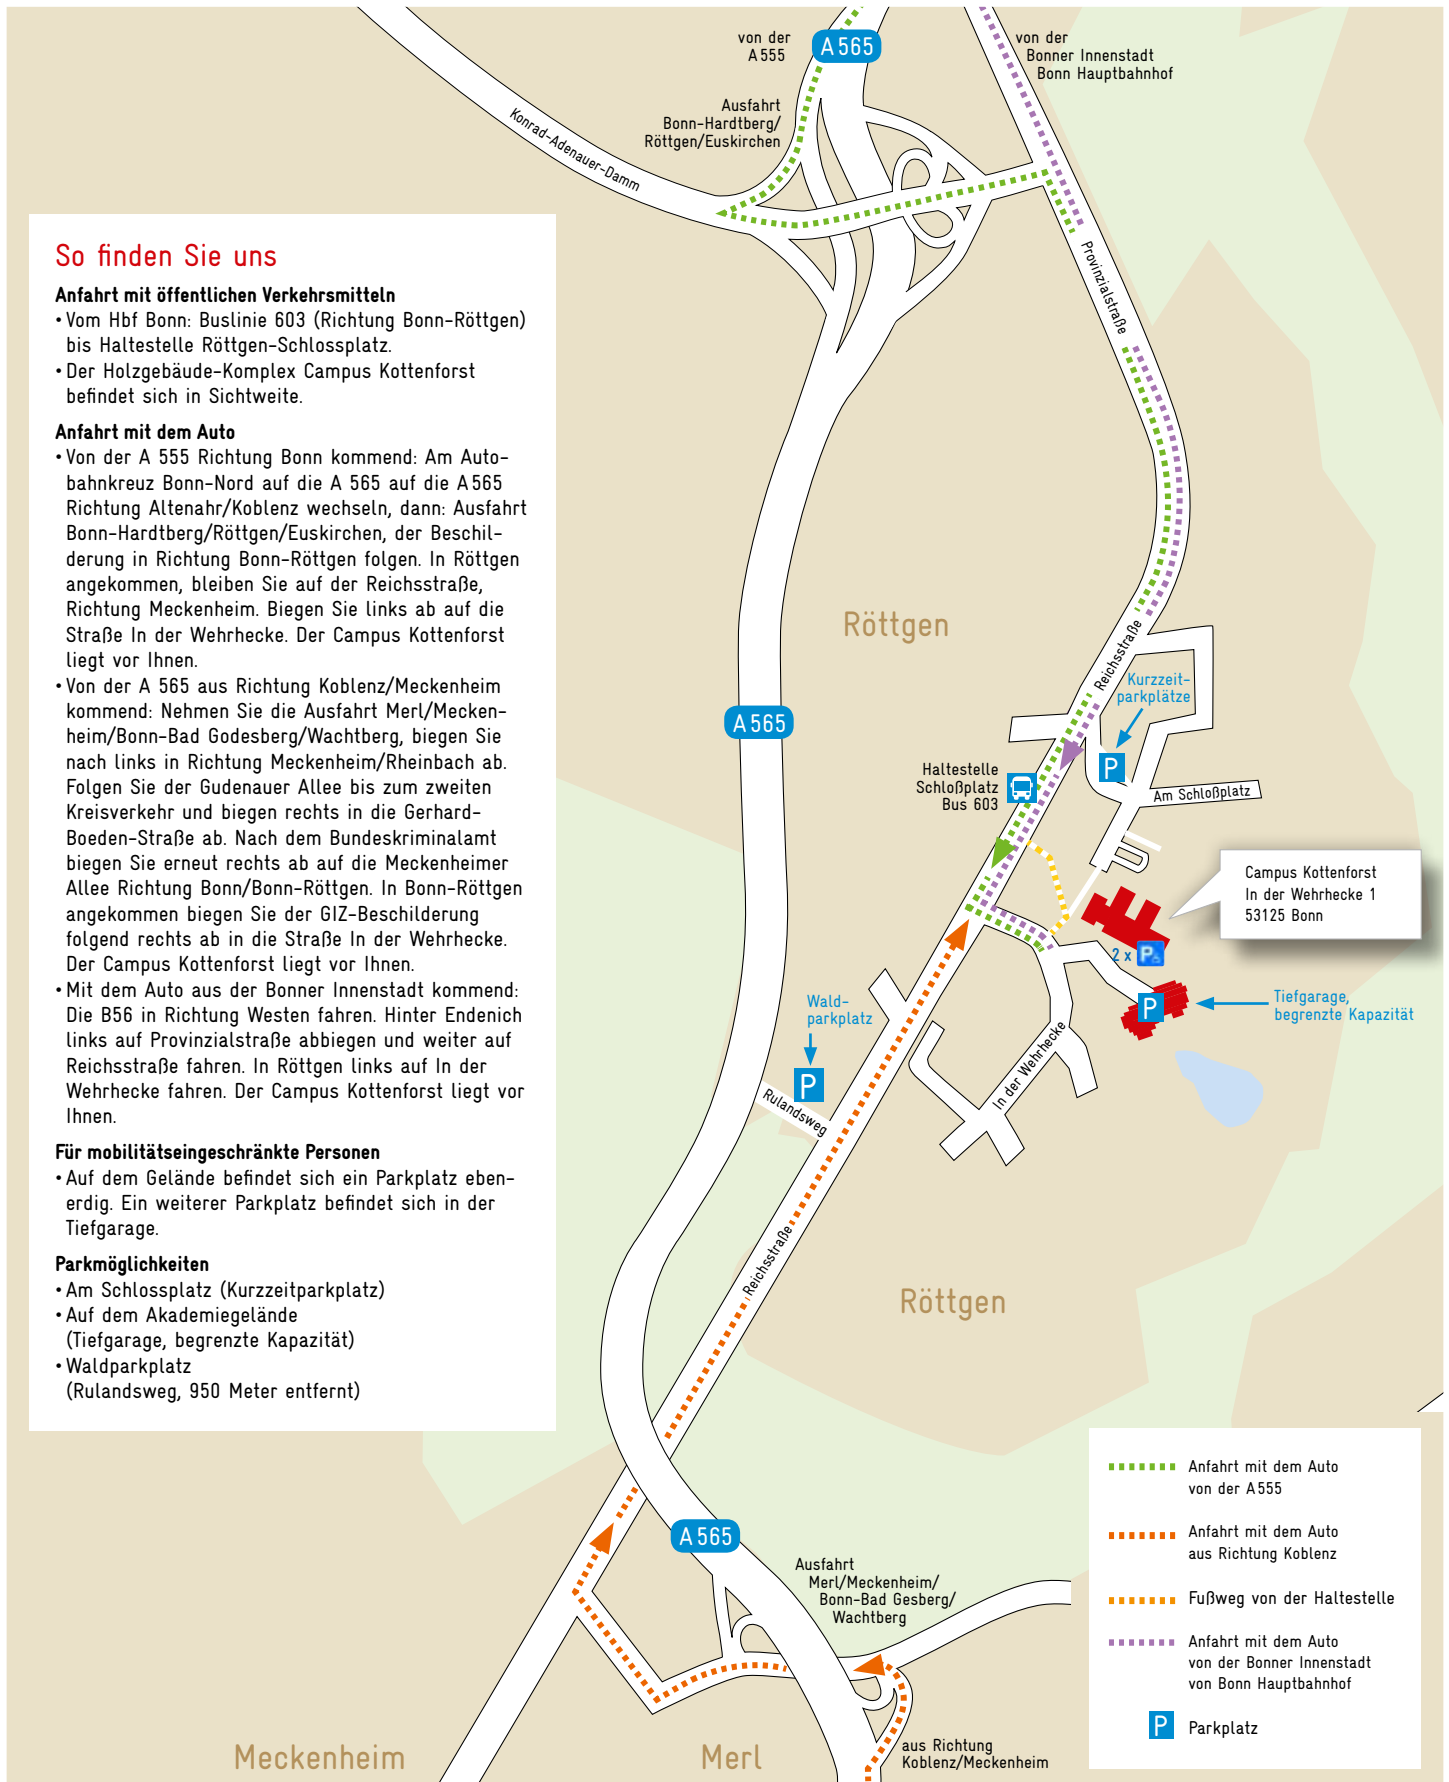 von der
A 555
A 565
von der
Bonner Innenstadt
Bonn Hauptbahnhof
Ausfahrt
Bonn-Hardtberg/
Röttgen/Euskirchen
Konrad-Adenauer-Damm
Provinzialstraße
So finden Sie uns
Anfahrt mit öffentlichen Verkehrsmitteln
• Vom Hbf Bonn: Buslinie 603 (Richtung Bonn-Röttgen)
bis Haltestelle Röttgen-Schlossplatz.
• Der Holzgebäude-Komplex Campus Kottenforst
befindet sich in Sichtweite.
Anfahrt mit dem Auto
• Von der A 555 Richtung Bonn kommend: Am Auto-
bahnkreuz Bonn-Nord auf die A 565 auf die A 565
Richtung Altenahr/Koblenz wechseln, dann: Ausfahrt
Bonn-Hardtberg/Röttgen/Euskirchen, der Beschil-
derung in Richtung Bonn-Röttgen folgen. In Röttgen
angekommen, bleiben Sie auf der Reichsstraße,
Richtung Meckenheim. Biegen Sie links ab auf die
Straße In der Wehrhecke. Der Campus Kottenforst
liegt vor Ihnen.
• Von der A 565 aus Richtung Koblenz/Meckenheim
kommend: Nehmen Sie die Ausfahrt Merl/Mecken-
heim/Bonn-Bad Godesberg/Wachtberg, biegen Sie
nach links in Richtung Meckenheim/Rheinbach ab.
Folgen Sie der Gudenauer Allee bis zum zweiten
Kreisverkehr und biegen rechts in die Gerhard-
Boeden-Straße ab. Nach dem Bundeskriminalamt
biegen Sie erneut rechts ab auf die Meckenheimer
Allee Richtung Bonn/Bonn-Röttgen. In Bonn-Röttgen
angekommen biegen Sie der GIZ-Beschilderung
folgend rechts ab in die Straße In der Wehrhecke.
Der Campus Kottenforst liegt vor Ihnen.
• Mit dem Auto aus der Bonner Innenstadt kommend:
Die B56 in Richtung Westen fahren. Hinter Endenich
links auf Provinzialstraße abbiegen und weiter auf
Reichsstraße fahren. In Röttgen links auf In der
Wehrhecke fahren. Der Campus Kottenforst liegt vor
Ihnen.
Für mobilitätseingeschränkte Personen
• Auf dem Gelände befindet sich ein Parkplatz eben-
erdig. Ein weiterer Parkplatz befindet sich in der
Tiefgarage.
Parkmöglichkeiten
• Am Schlossplatz (Kurzzeitparkplatz)
• Auf dem Akademiegelände
(Tiefgarage, begrenzte Kapazität)
• Waldparkplatz
(Rulandsweg, 950 Meter entfernt)
Röttgen
Reichsstraße
Kurzzeit-
parkplätze
A 565
P
Haltestelle
Schloßplatz
Bus 603
Am Schloßplatz
Campus Kottenforst
In der Wehrhecke 1
53125 Bonn
2 x P
Wald-
parkplatz
P
Tiefgarage,
begrenzte Kapazität
P
In der Wehrhecke
Rulandsweg
Reichsstraße
Röttgen
A 565
Ausfahrt
Merl/Meckenheim/
Bonn-Bad Gesberg/
Wachtberg
Meckenheim
Merl
aus Richtung
Koblenz/Meckenheim
Anfahrt mit dem Auto
von der A 555
Anfahrt mit dem Auto
aus Richtung Koblenz
Fußweg von der Haltestelle
Anfahrt mit dem Auto
von der Bonner Innenstadt
von Bonn Hauptbahnhof
P Parkplatz